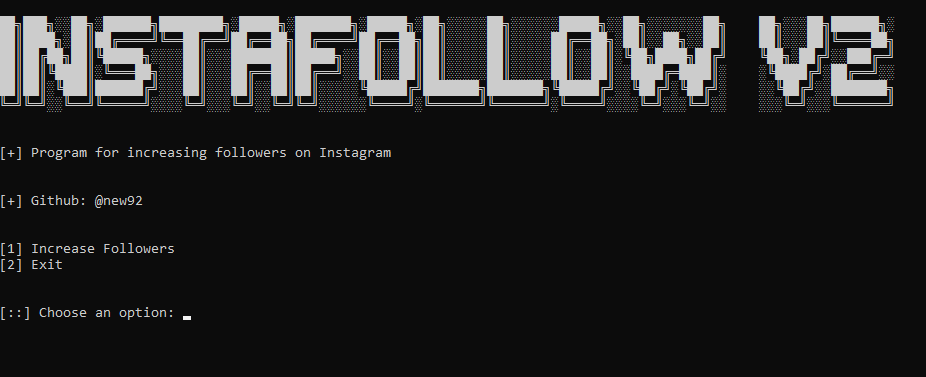 INSTAFOLLOW V2
[+] Program for increasing followers on Instagram
[+] Github: @new92
[1] Increase Followers
[2] Exit
[::] Choose an option: